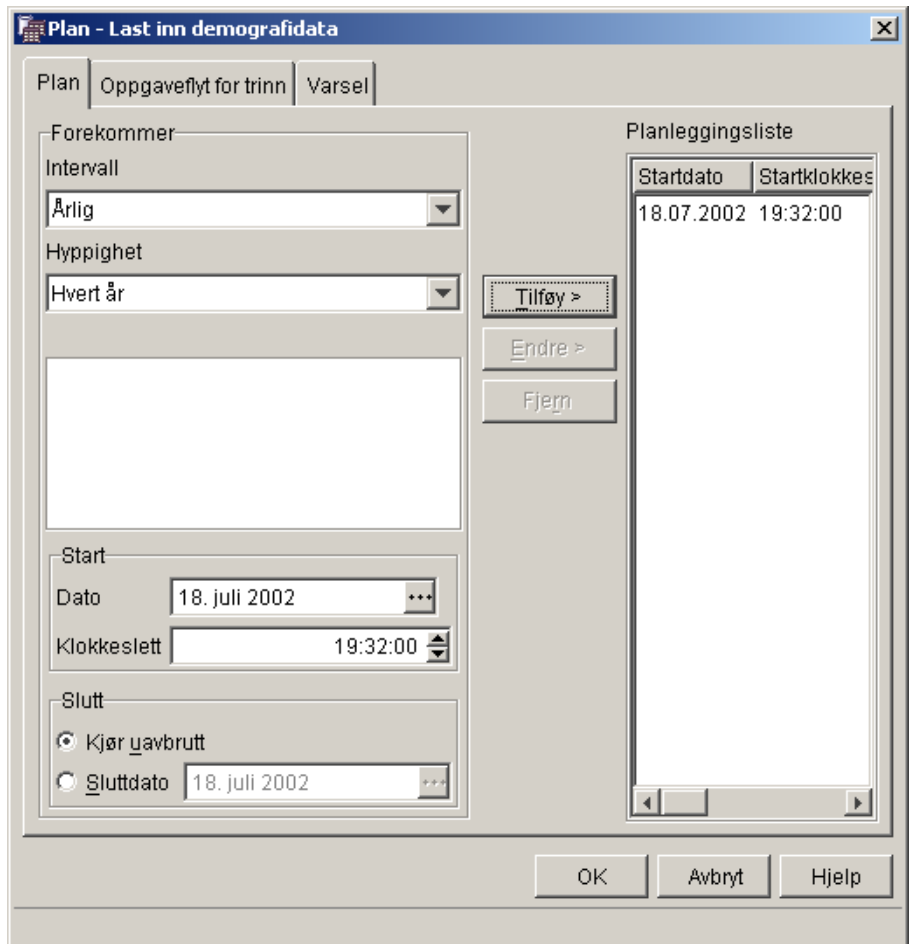 Plan - Last inn demografidata
Plan Oppgaveflyt for trinn Varsel
Forekommer
Intervall
Årlig
Hyppighet
Hvert år
Tilføy >
Endre >
Fjern
Planleggingsliste
Startdato Startklokkes
18.07.2002 19:32:00
Start
Dato 18. juli 2002
Klokkeslett 19:32:00
Slutt
Kjør uavbrutt
Sluttdato 18. juli 2002
OK Avbryt Hjelp